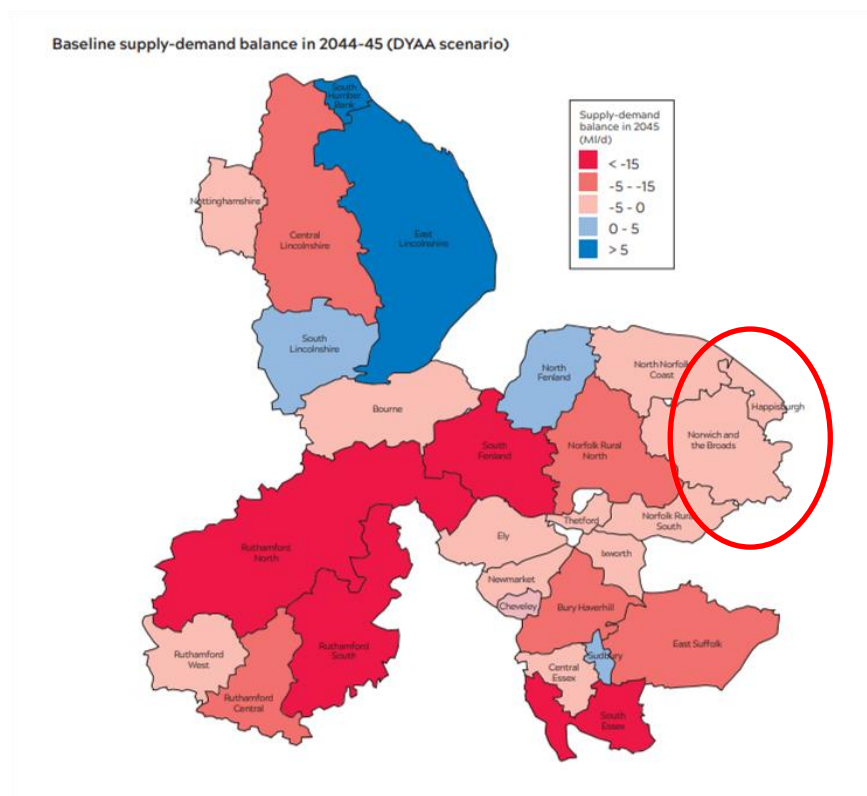 Baseline supply-demand balance in 2044-45 (DYAA scenario)
South
Humber
Bank
Supply-demand
balance in 2045
(Ml/d)
< -15
-5 - -15
-5 - 0
0 - 5
> 5
Nottinghamshire
Central
Lincolnshire
East
Lincolnshire
South
Lincolnshire
North
Fenland
North Norfolk
Coast
Happisburgh
Bourne
Norwich and
the Broads
South
Fenland
Norfolk Rural
North
Thetford
Norfolk Rural
South
Ely
Ruthamford
North
Ixworth
Newmarket
Cheveley
Bury Haverhill
East Suffolk
Ruthamford
South
Ruthamford
West
Sudbury
Central
Essex
Ruthamford
Central
South
Essex